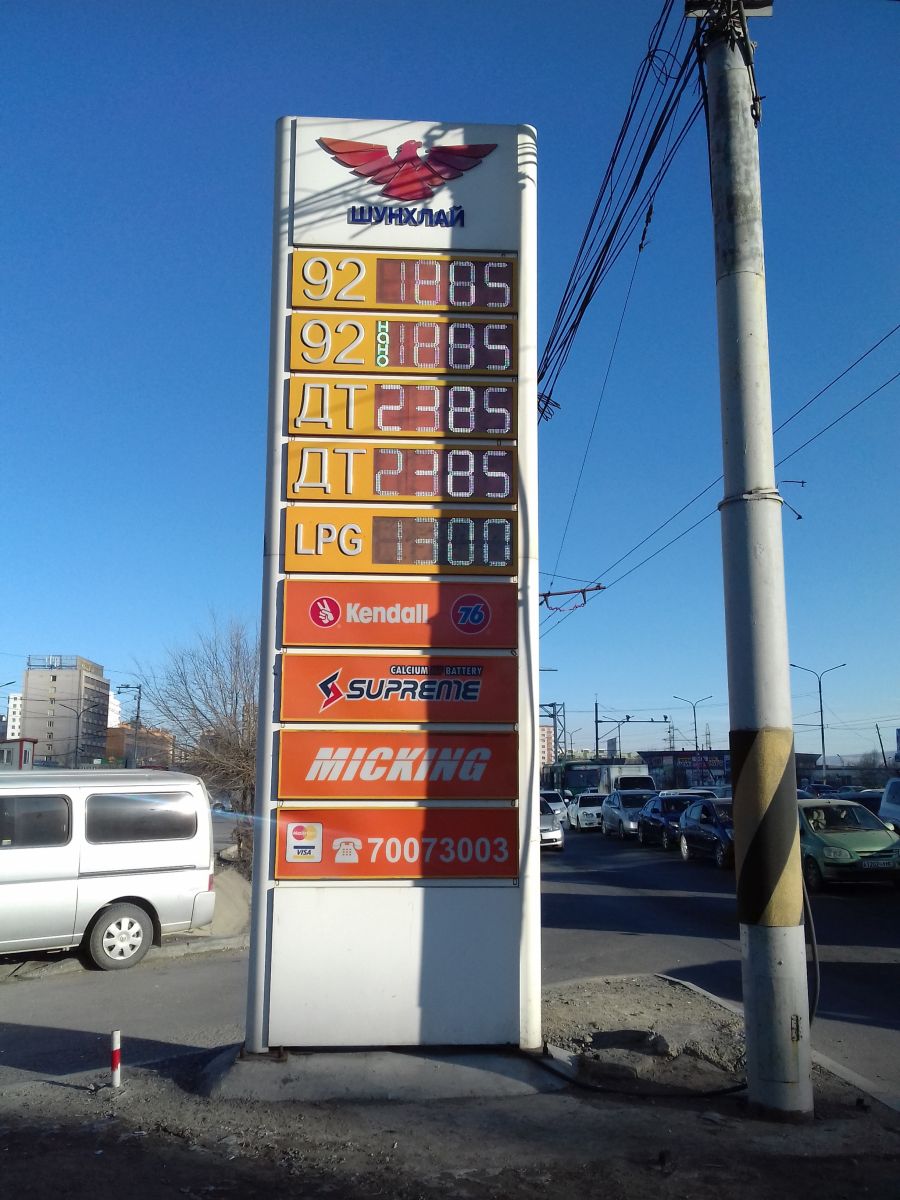 ШУНХЛАЙ
92 1885
92 НАНО 1885
ДТ 2385
ДТ 2385
LPG 1300
Kendall 76
CALCIUM BATTERY
SUPREME
MICKING
MasterCard
VISA
70073003